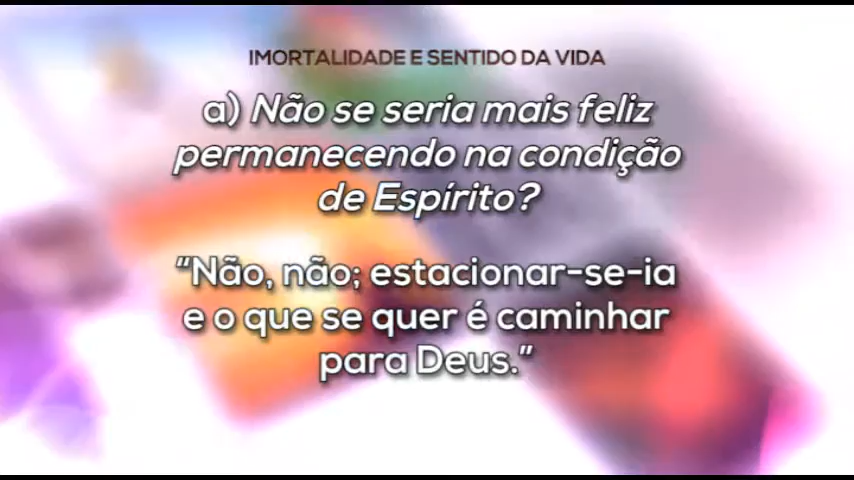 IMORTALIDADE E SENTIDO DA VIDA
a) Não se seria mais feliz
permanecendo na condição
de Espírito?
“Não, não; estacionar-se-ia
e o que se quer é caminhar
para Deus.”